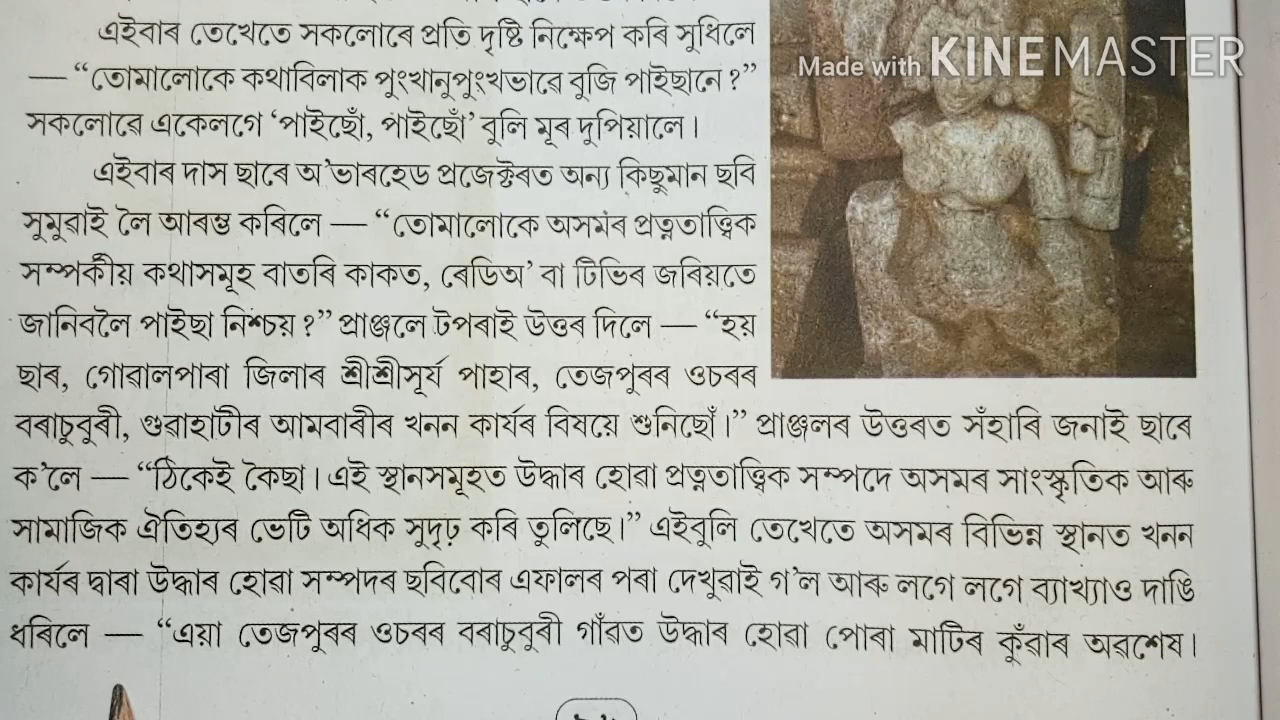 এইবাৰ তেখেতে সকলোৰে প্ৰতি দৃষ্টি নিক্ষেপ কৰি সুধিলে
— “তোমালোকে কথাবিলাক পুংখানুপুংখভাৱে বুজি পাইছানে ?”
সকলোৱে একেলগে ‘পাইছোঁ, পাইছোঁ’ বুলি মূৰ দুপিয়ালে।
এইবাৰ দাস ছাৰে অ’ভাৰহেড প্ৰজেক্টৰত অন্য কিছুমান ছবি
সুমুৱাই লৈ আৰম্ভ কৰিলে — “তোমালোকে অসমৰ প্ৰত্নতাত্ত্বিক
সম্পৰ্কীয় কথাসমূহ বাতৰি কাকত, ৰেডিঅ’ বা টিভিৰ জৰিয়তে
জানিবলৈ পাইছা নিশ্চয় ?” প্ৰাঞ্জলে টপৰাই উত্তৰ দিলে — “হয়
ছাৰ, গোৱালপাৰা জিলাৰ শ্ৰীশ্ৰীসূৰ্য পাহাৰ, তেজপুৰৰ ওচৰৰ
বৰাচুবুৰী, গুৱাহাটীৰ আমবাৰীৰ খনন কাৰ্যৰ বিষয়ে শুনিছোঁ।” প্ৰাঞ্জলৰ উত্তৰত সঁহাৰি জনাই ছাৰে
ক’লে — “ঠিকেই কৈছা। এই স্থানসমূহত উদ্ধাৰ হোৱা প্ৰত্নতাত্ত্বিক সম্পদে অসমৰ সাংস্কৃতিক আৰু
সামাজিক ঐতিহ্যৰ ভেটি অধিক সুদৃঢ় কৰি তুলিছে।” এইবুলি তেখেতে অসমৰ বিভিন্ন স্থানত খনন
কাৰ্যৰ দ্বাৰা উদ্ধাৰ হোৱা সম্পদৰ ছবিবোৰ এফালৰ পৰা দেখুৱাই গ’ল আৰু লগে লগে ব্যাখ্যাও দাঙি
ধৰিলে — “এয়া তেজপুৰৰ ওচৰৰ বৰাচুবুৰী গাঁৱত উদ্ধাৰ হোৱা পোৰা মাটিৰ কুঁৱাৰ অৱশেষ।
Made with KINEMASTER